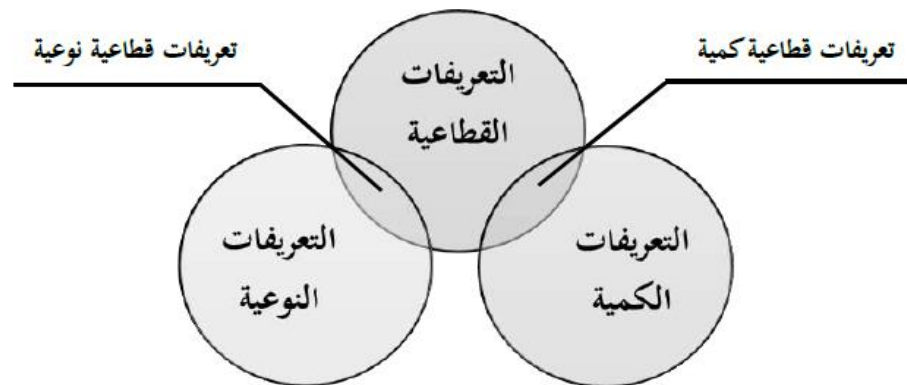 تعريفات قطاعية كمية
تعريفات قطاعية نوعية
التعريفات
القطاعية
التعريفات
الكمية
التعريفات
النوعية